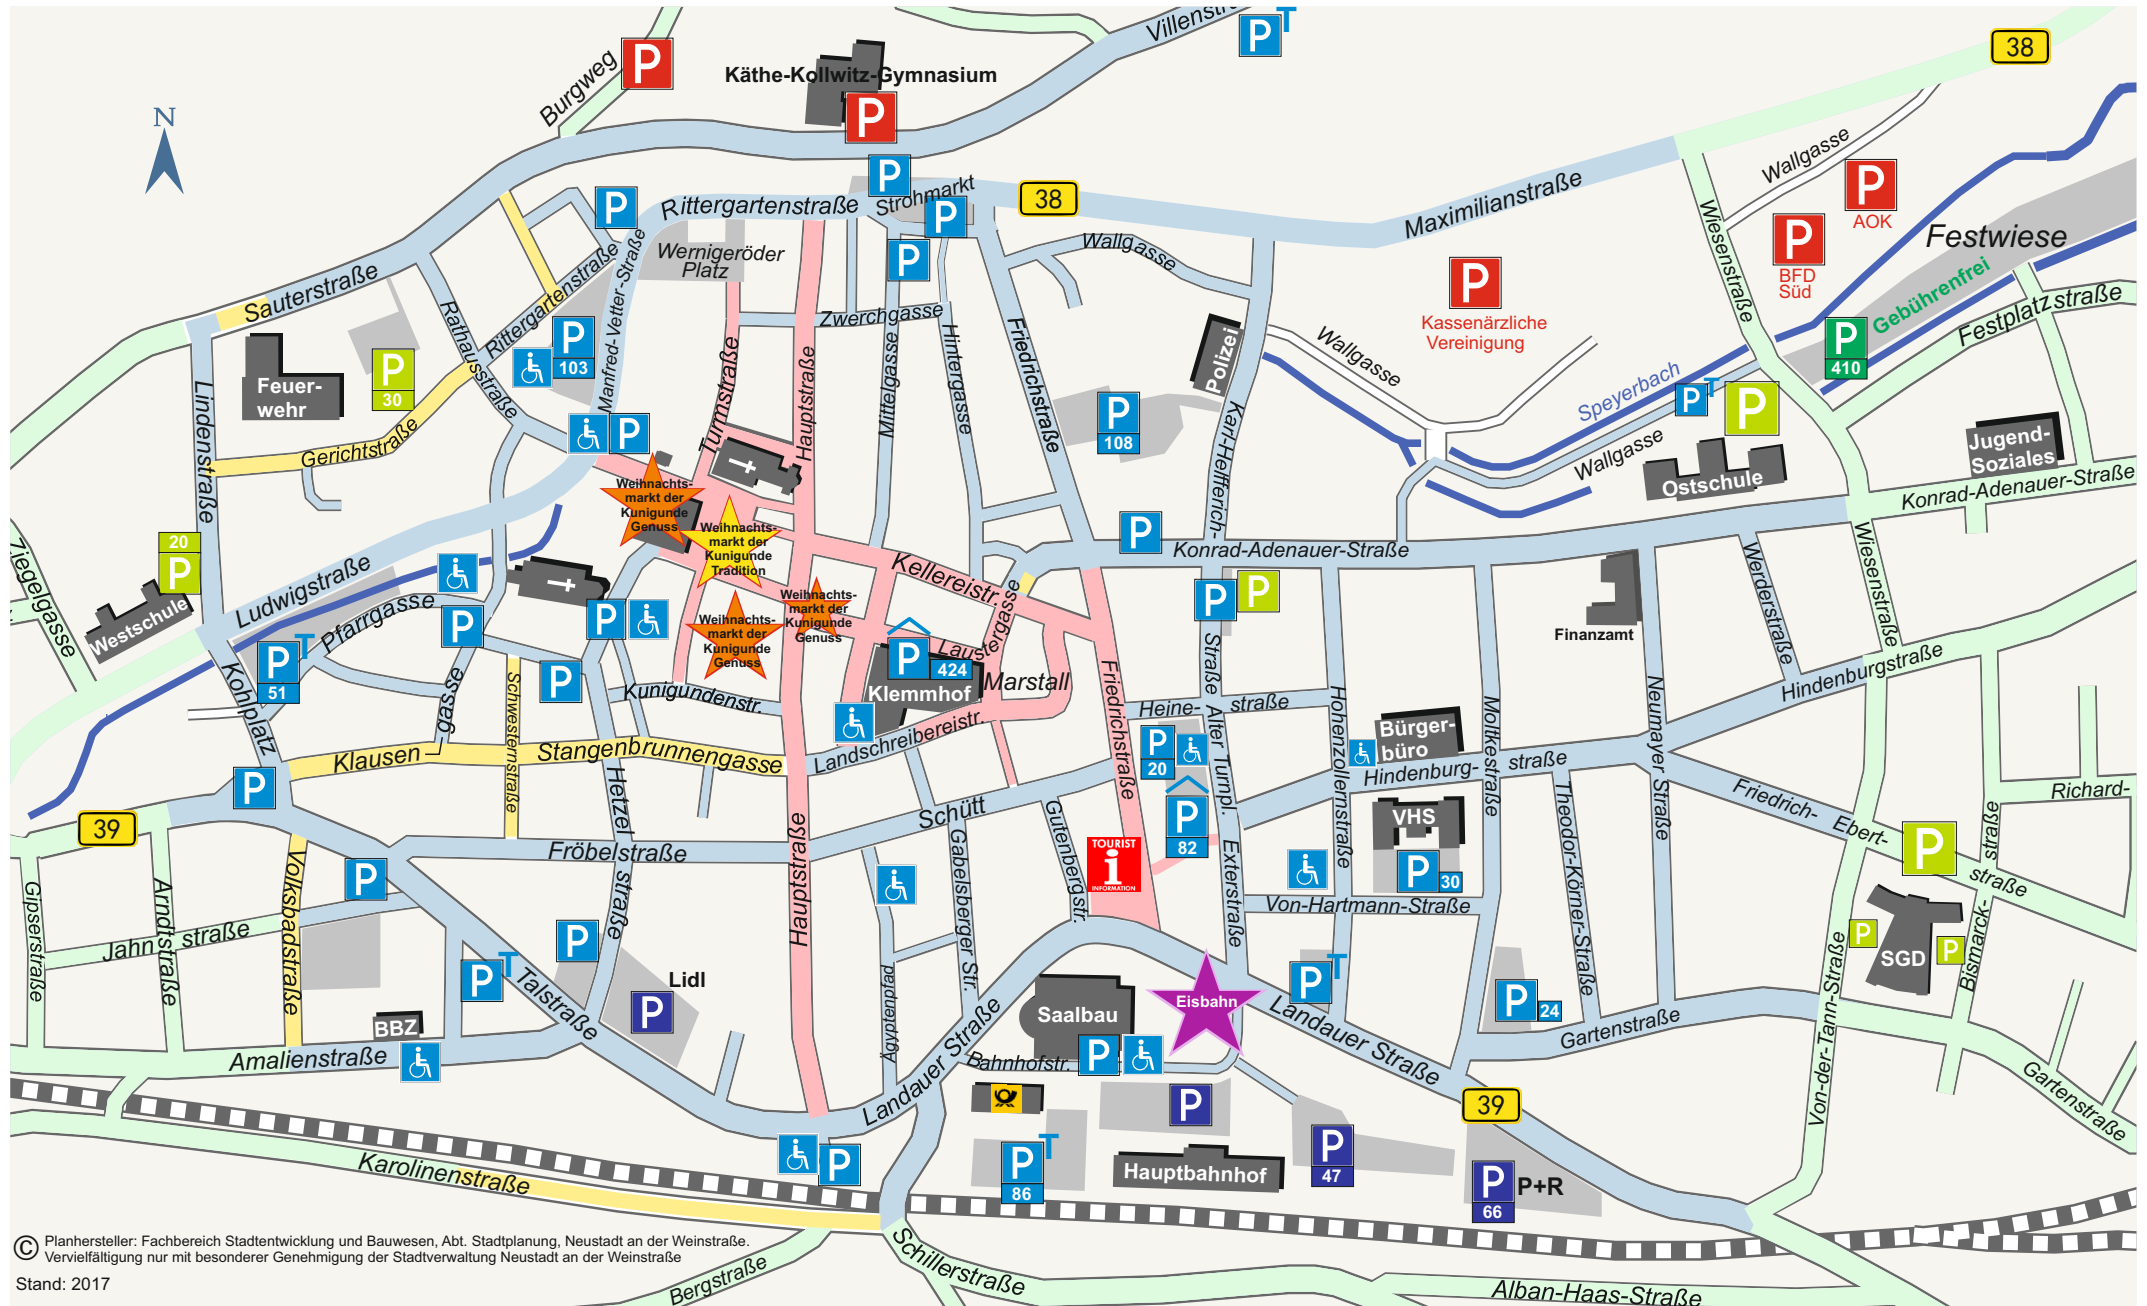 Villenstr
P T
38
Burgweg
P
Käthe-Kollwitz-Gymnasium
P
N
Wallgasse
P
AOK
P
BFD
Süd
Festwiese
Gebührenfrei
P
410
Festplatzstraße
Maximilianstraße
38
P
Strohmarkt
P
P
Rittergartenstraße
P
Wernigeröder
Platz
Wallgasse
Wiesenstraße
P
Kassenärzliche
Vereinigung
Sauterstraße
Rathausstraße
Rittergartenstraße
Manfred-Vetter-Straße
P
103
Zwerchgasse
Turmstraße
Hauptstraße
Mittelgasse
Hintergasse
Friedrichstraße
Polizei
Wallgasse
Speyerbach
P T
P
Wallgasse
Ostschule
Jugend-
Soziales
Konrad-Adenauer-Straße
Feuer-
wehr
P
30
Lindenstraße
Gerichtstraße
P
P
108
Karl-Helfferich-
Straße
Weihnachts-
markt der
Kunigunde
Genuss
Weihnachts-
markt der
Kunigunde
Tradition
Weihnachts-
markt der
Kunigunde
Genuss
Weihnachts-
markt der
Kunigunde
Genuss
P
Konrad-Adenauer-Straße
Kellereistr.
Ziegelgasse
20
P
Westschule
Ludwigstraße
Pfarrgasse
P
P
P
P
P
Finanzamt
Werderstraße
Wiesenstraße
Hindenburgstraße
P T
51
Kohlplatz
P
Schwesternstraße
Kunigundenstr.
P
424
Klemmhof
Laustergasse
Marstall
Friedrichstraße
Heine- straße
Alter Turmpl.
Hohenzollernstraße
Moltkestraße
Neumayer Straße
Bürger-
büro
Hindenburg- straße
Klausen
gasse
Stangenbrunnengasse
Landschreibereistr.
P
20
P
82
Theodor-Körner-Straße
Friedrich- Ebert-
straße
Richard-
P
39
Schütt
Gutenbergstr.
Gabelsberger Str.
TOURIST
i
INFORMATION
VHS
P
30
P
Bismarck-
straße
Fröbelstraße
Hetzel
straße
Hauptstraße
P
Volksbadstraße
Gipserstraße
Arndtstraße
Jahn straße
Exterstraße
Von-Hartmann-Straße
P
P
SGD
Von-der-Tann-Straße
P
P T
Talstraße
Lidl
P
Ägyptenpfad
Landauer Straße
Saalbau
Eisbahn
P T
P
24
Gartenstraße
Gartenstraße
BBZ
Amalienstraße
Bahnhofstr.
P
Landauer Straße
39
P
P
47
P
66
P+R
P T
86
Hauptbahnhof
P
Karolinenstraße
Schillerstraße
Bergstraße
Alban-Haas-Straße
© Planhersteller: Fachbereich Stadtentwicklung und Bauwesen, Abt. Stadtplanung, Neustadt an der Weinstraße.
Vervielfältigung nur mit besonderer Genehmigung der Stadtverwaltung Neustadt an der Weinstraße
Stand: 2017